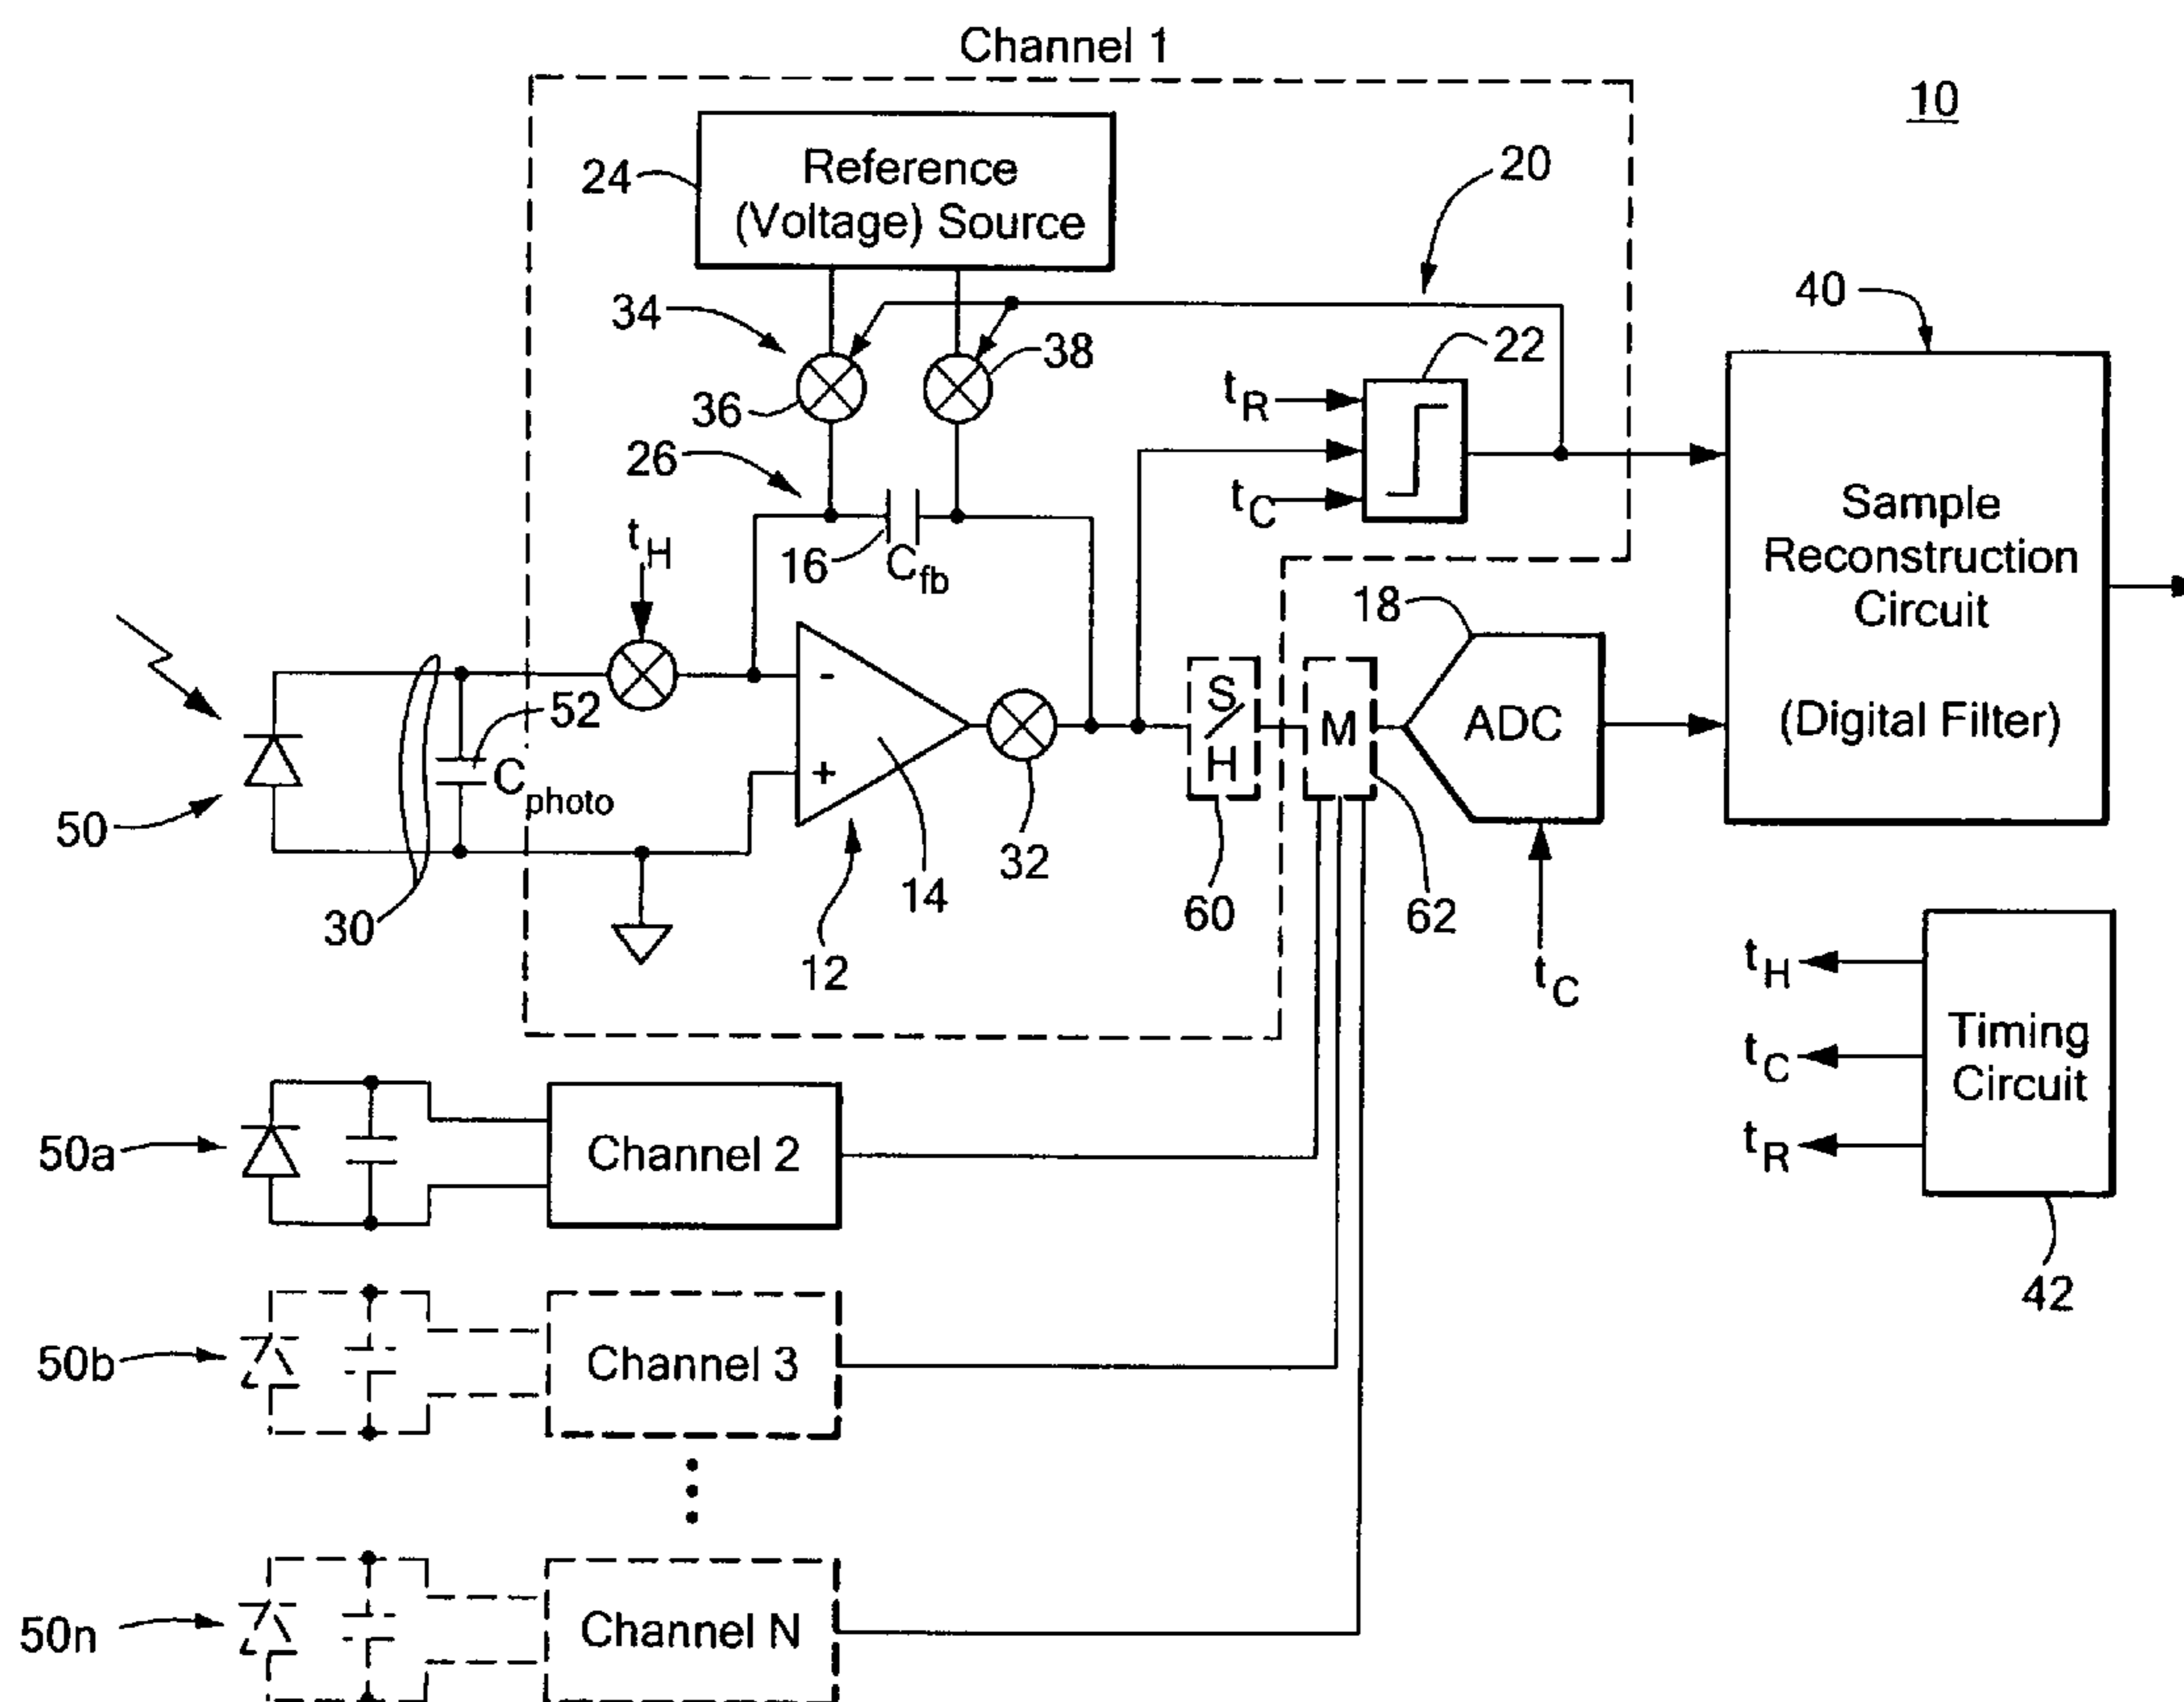 Channel 1
10
24
Reference
(Voltage) Source
20
34
38
22
40
36
tR
26
tC
Sample
Reconstruction
Circuit
(Digital Filter)
tH
16
Cfb
18
52
-
S/H
M
ADC
Cphoto
+
50
30
14
32
60
62
12
tC
tH
tC
tR
Timing
Circuit
42
50a
Channel 2
50b
Channel 3
50n
Channel N